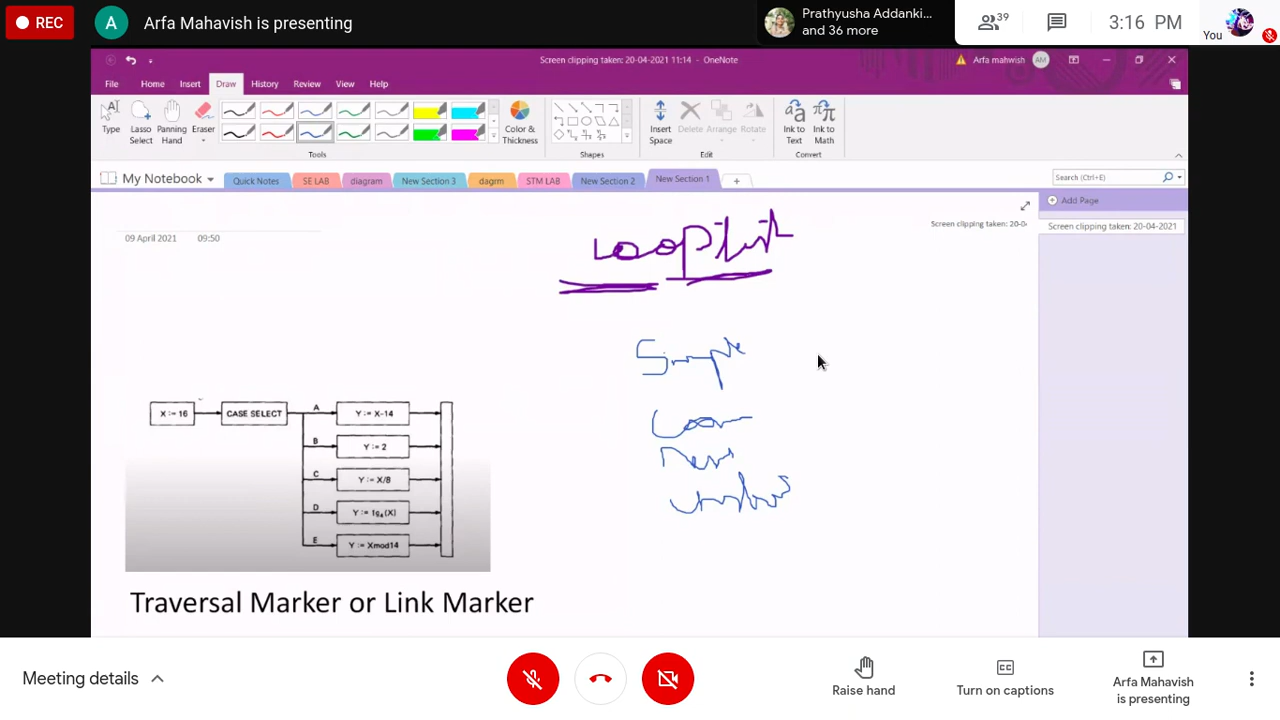 REC
A Arfa Mahavish is presenting
Prathyusha Addanki...
and 36 more
39
3:16 PM
You
Screen clipping taken: 20-04-2021 11:14 - OneNote
Arfa mahwish AM
File Home Insert Draw History Review View Help
Type
Lasso Select
Panning Hand
Eraser
Color & Thickness
Insert Space
Delete
Arrange
Rotate
Ink to Text
Ink to Math
Tools
Shapes
Edit
Convert
My Notebook
Quick Notes
SE LAB
diagram
New Section 3
dagrm
STM LAB
New Section 2
New Section 1
+
Search (Ctrl+E)
Add Page
Screen clipping taken: 20-04-2021
Screen clipping taken: 20-0
09 April 2021 09:50
Loop
Simple
X := 16
CASE SELECT
A
Y := X-14
B
Y := 2
C
Y := X/8
D
E
Y := Xmod14
Traversal Marker or Link Marker
Meeting details
Raise hand
Turn on captions
Arfa Mahavish
is presenting